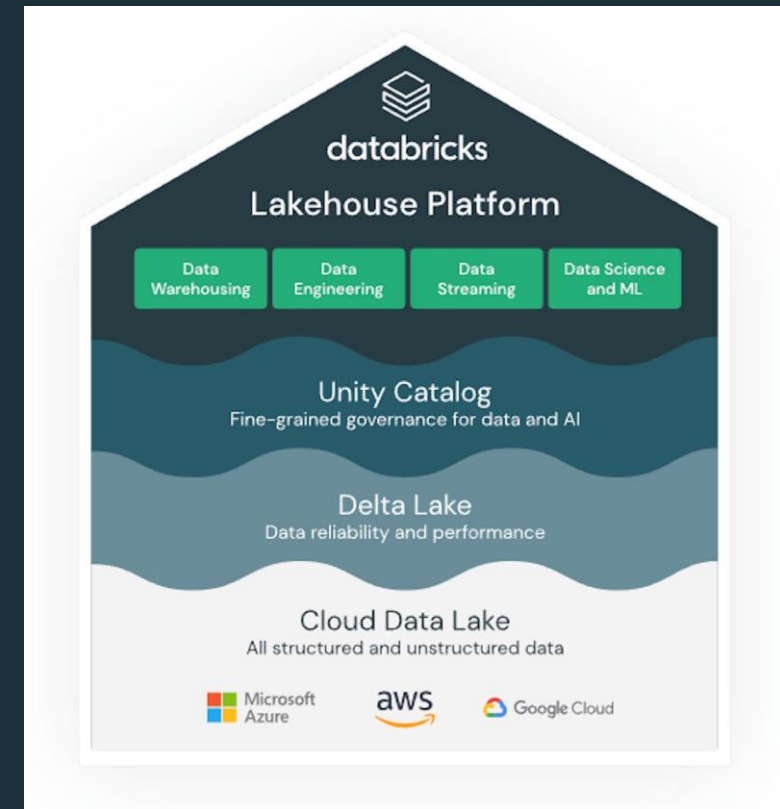 databricks
Lakehouse Platform
Data Warehousing
Data Engineering
Data Streaming
Data Science and ML
Unity Catalog
Fine-grained governance for data and AI
Delta Lake
Data reliability and performance
Cloud Data Lake
All structured and unstructured data
Microsoft Azure
aws
Google Cloud